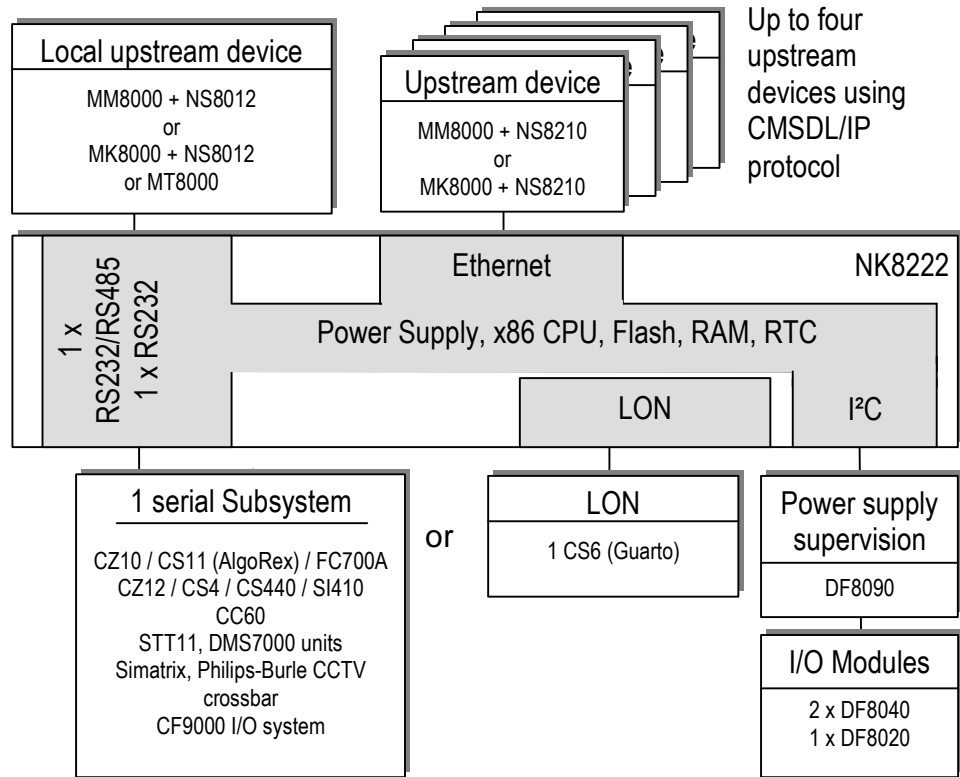 Local upstream device
MM8000 + NS8012
or
MK8000 + NS8012
or MT8000
Upstream device
MM8000 + NS8210
or
MK8000 + NS8210
e
e
Up to four
upstream
devices using
CMSDL/IP
protocol
1 x
RS232/RS485
1 x RS232
Ethernet
NK8222
Power Supply, x86 CPU, Flash, RAM, RTC
LON
I²C
1 serial Subsystem
CZ10 / CS11 (AlgoRex) / FC700A
CZ12 / CS4 / CS440 / SI410
CC60
STT11, DMS7000 units
Simatrix, Philips-Burle CCTV
crossbar
CF9000 I/O system
or
LON
1 CS6 (Guarto)
Power supply
supervision
DF8090
I/O Modules
2 x DF8040
1 x DF8020